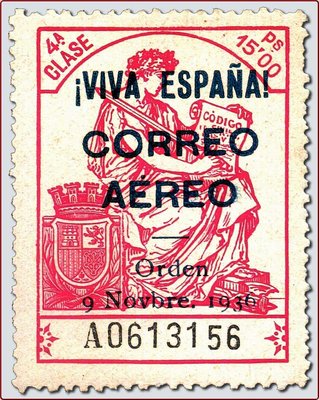 4ª CLASE
15'00 Ps
¡VIVA ESPAÑA!
CÓDIGO
CORREO
AÉREO
Orden
9 Novbre. 1936
A0613156